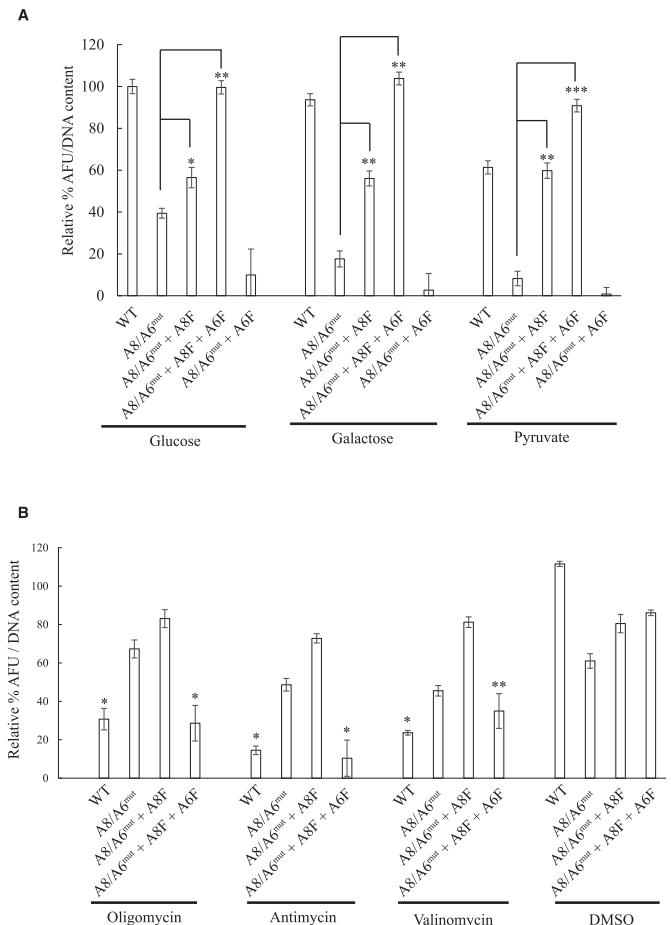 A
Relative % AFU/DNA content
120
100
80
60
40
20
0
*
**
**
**
**
***
WT
A8/A6mut
A8/A6mut + A8F
A8/A6mut + A8F + A6F
A8/A6mut + A6F
WT
A8/A6mut
A8/A6mut + A8F
A8/A6mut + A8F + A6F
A8/A6mut + A6F
WT
A8/A6mut
A8/A6mut + A8F
A8/A6mut + A8F + A6F
A8/A6mut + A6F
Glucose
Galactose
Pyruvate
B
Relative % AFU / DNA content
120
100
80
60
40
20
0
*
*
*
*
*
**
WT
A8/A6mut
A8/A6mut + A8F
A8/A6mut + A8F + A6F
WT
A8/A6mut
A8/A6mut + A8F
A8/A6mut + A8F + A6F
WT
A8/A6mut
A8/A6mut + A8F
A8/A6mut + A8F + A6F
WT
A8/A6mut
A8/A6mut + A8F
A8/A6mut + A8F + A6F
Oligomycin
Antimycin
Valinomycin
DMSO